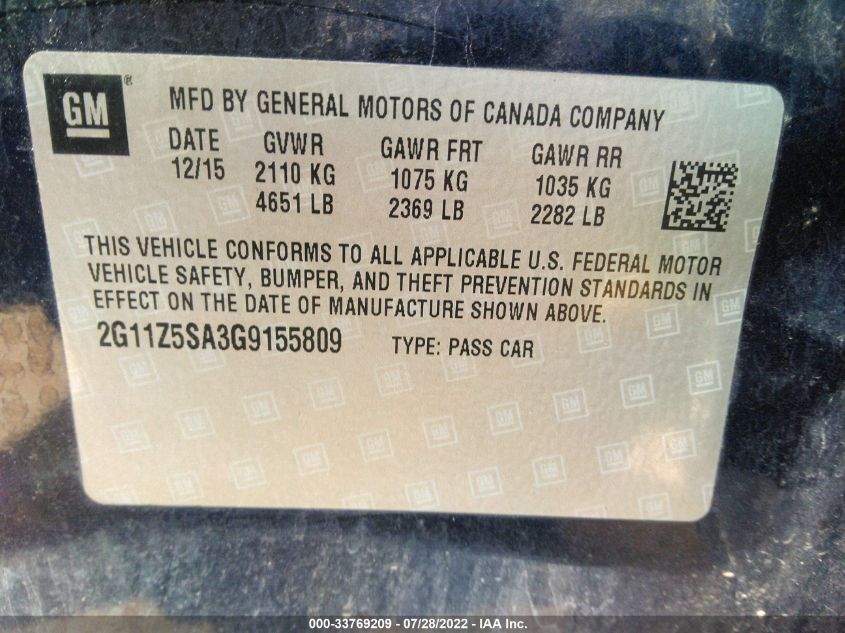 GM
MFD BY GENERAL MOTORS OF CANADA COMPANY
DATE GVWR GAWR FRT GAWR RR
12/15 2110 KG 1075 KG 1035 KG
4651 LB 2369 LB 2282 LB
THIS VEHICLE CONFORMS TO ALL APPLICABLE U.S. FEDERAL MOTOR
VEHICLE SAFETY, BUMPER, AND THEFT PREVENTION STANDARDS IN
EFFECT ON THE DATE OF MANUFACTURE SHOWN ABOVE.
2G11Z5SA3G9155809 TYPE: PASS CAR
000-33769209 - 07/28/2022 - IAA Inc.